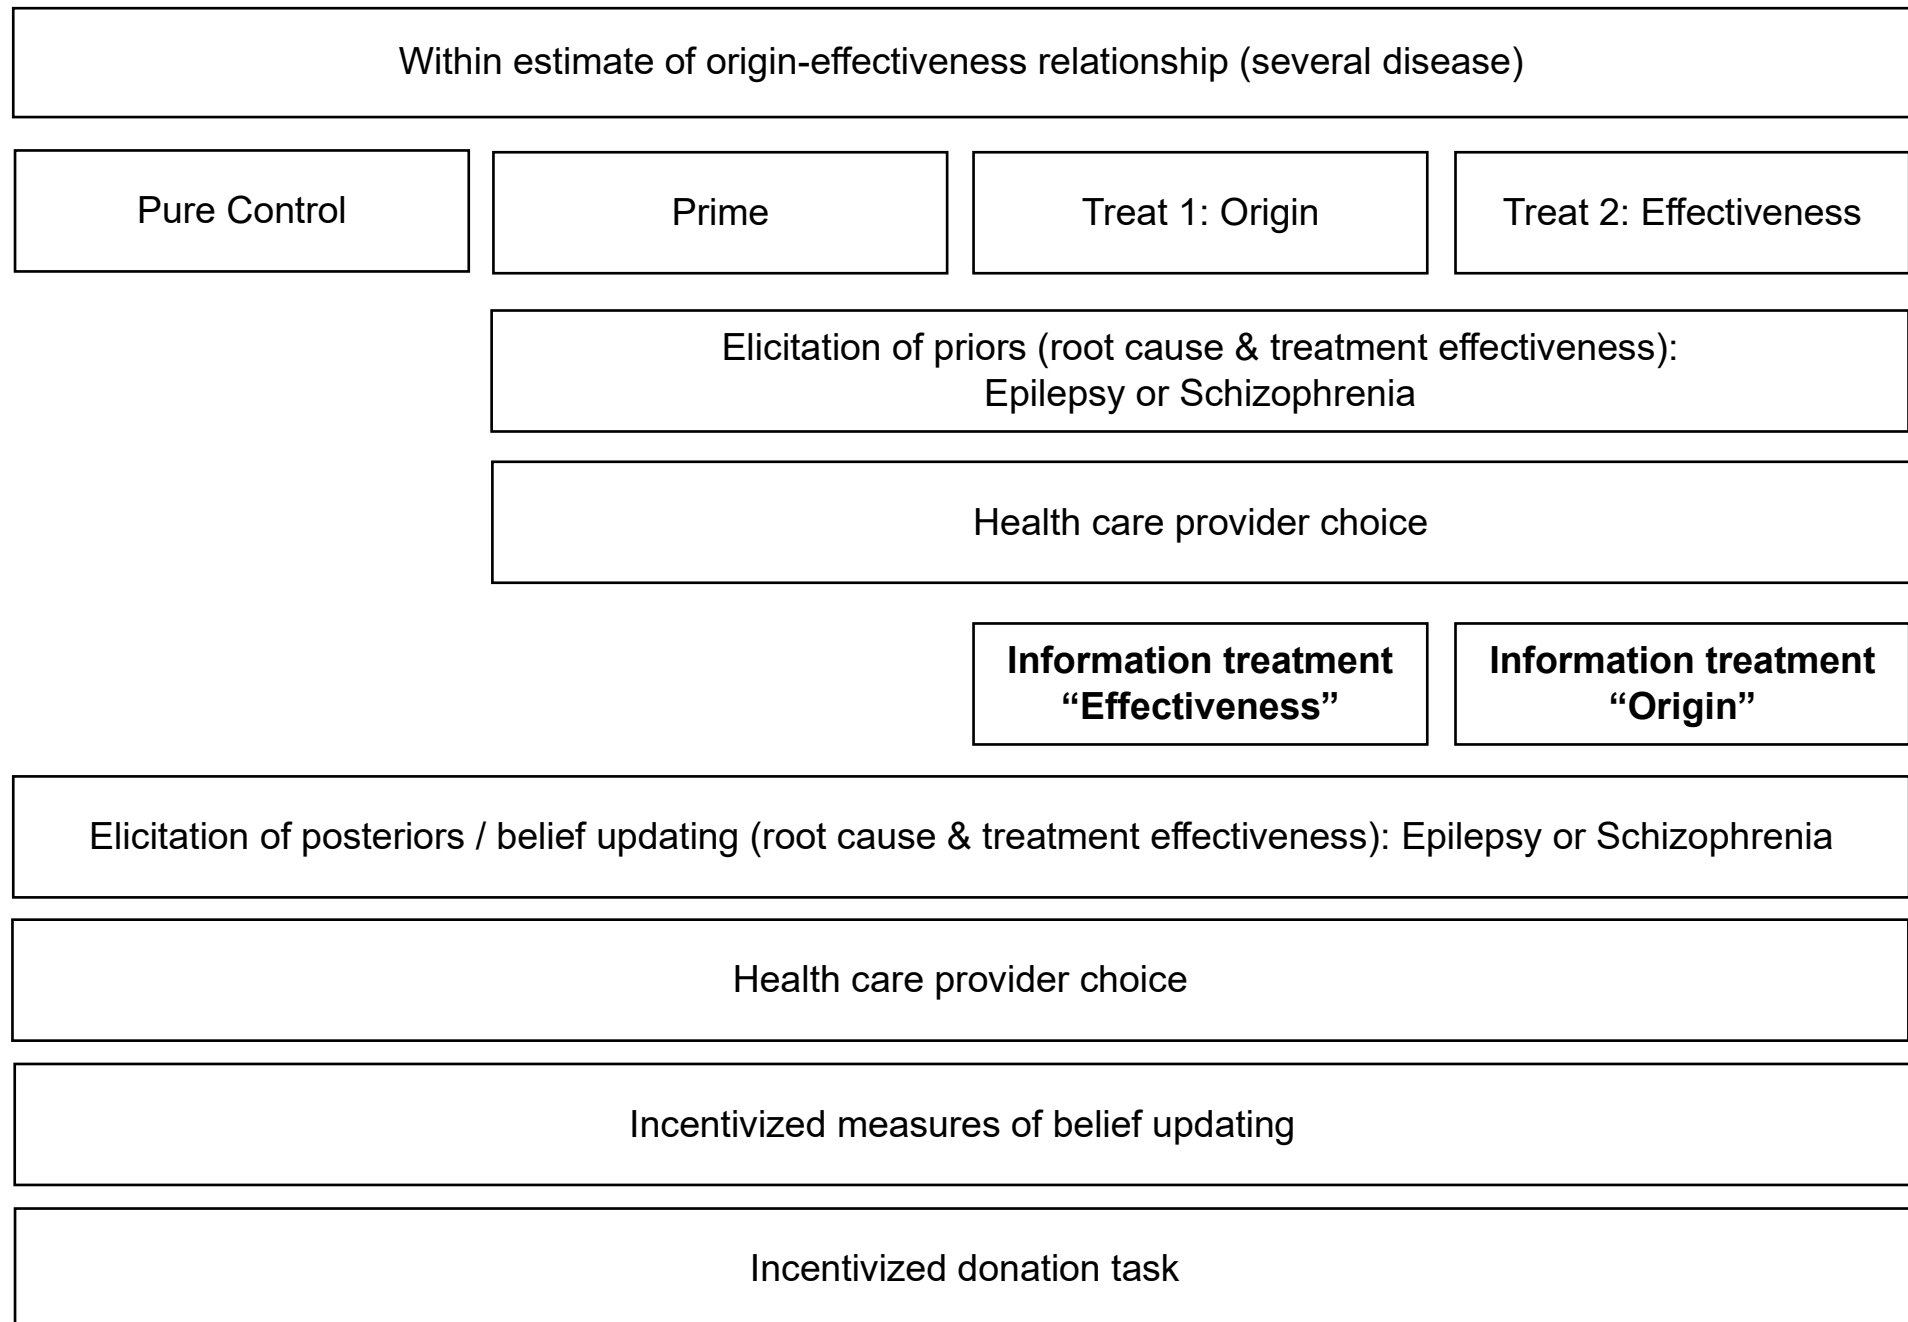 Within estimate of origin-effectiveness relationship (several disease)
Pure Control
Prime
Treat 1: Origin
Treat 2: Effectiveness
Elicitation of priors (root cause & treatment effectiveness):
Epilepsy or Schizophrenia
Health care provider choice
Information treatment
“Effectiveness”
Information treatment
“Origin”
Elicitation of posteriors / belief updating (root cause & treatment effectiveness): Epilepsy or Schizophrenia
Health care provider choice
Incentivized measures of belief updating
Incentivized donation task